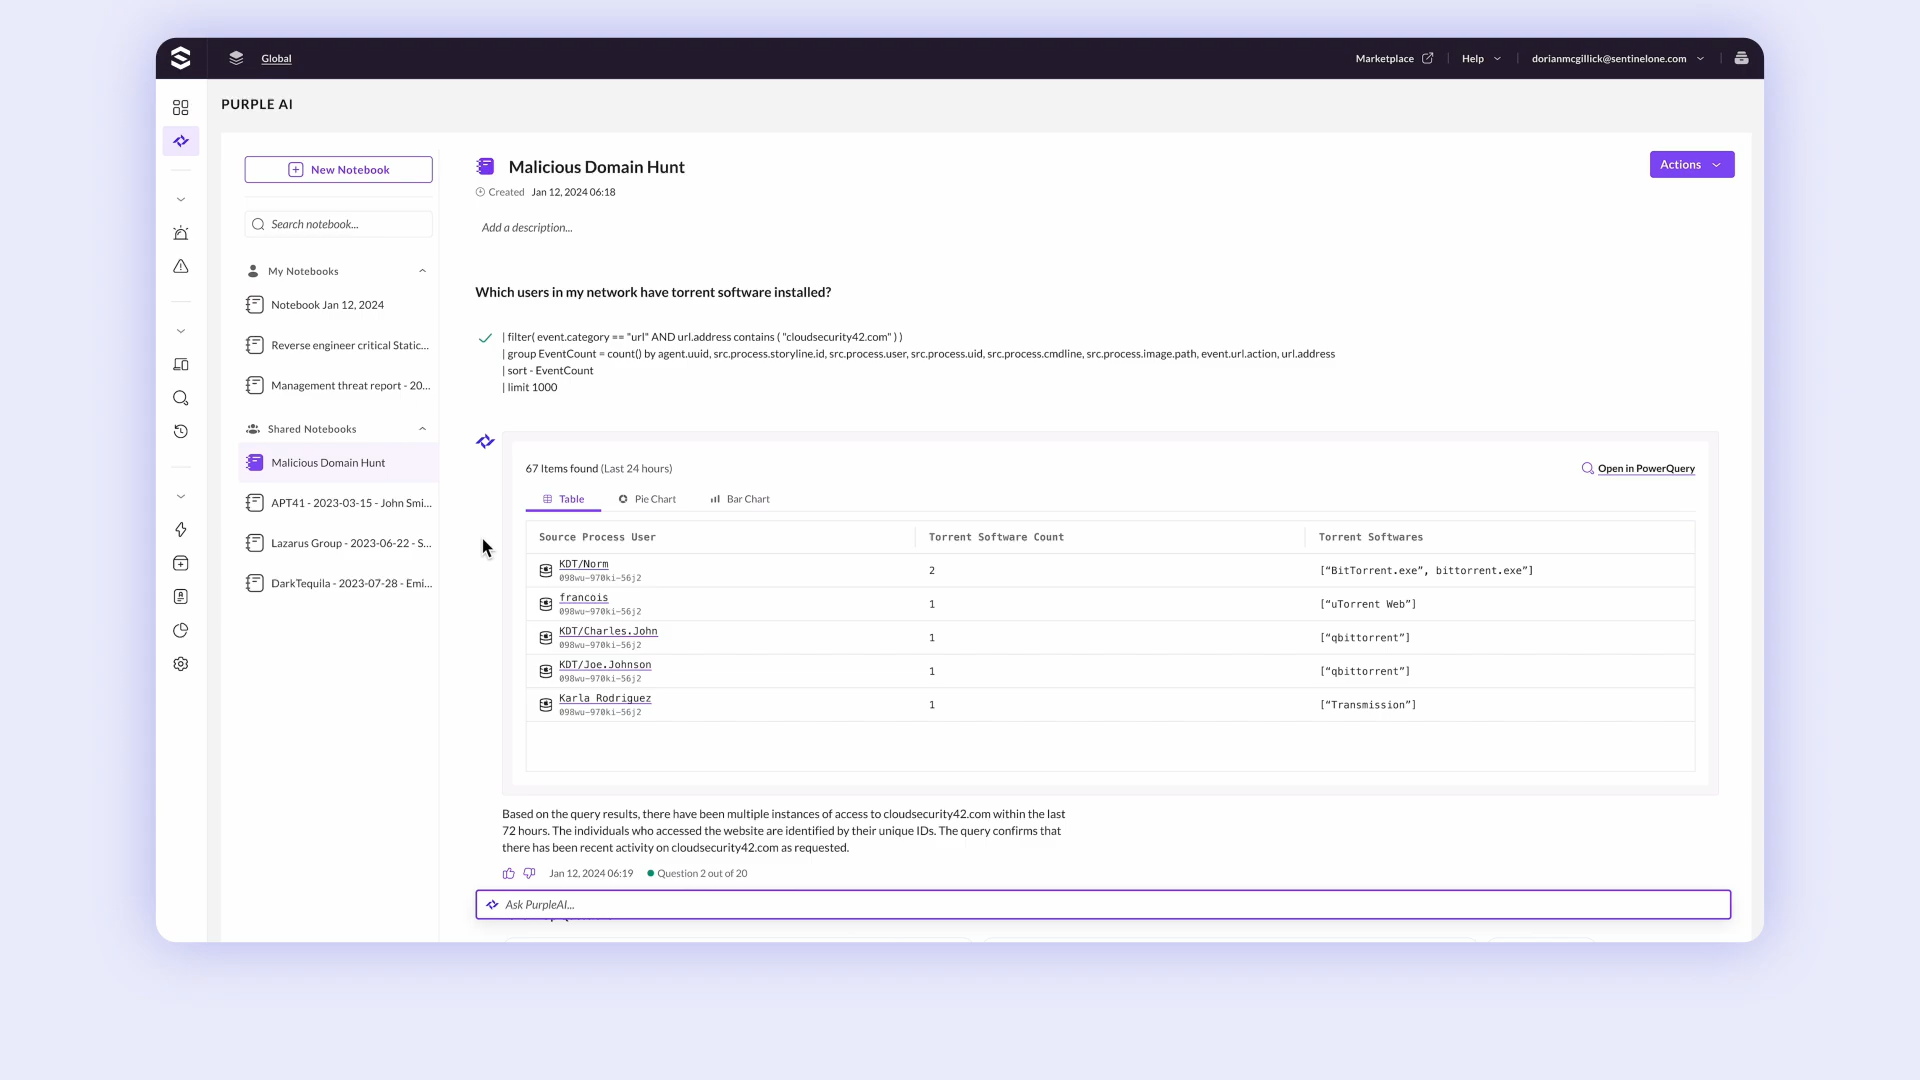 Global
Marketplace
Help
dorianmcgillick@sentinelone.com
PURPLE AI
New Notebook
Search notebook...
My Notebooks
Notebook Jan 12, 2024
Reverse engineer critical Static...
Management threat report - 20...
Shared Notebooks
Malicious Domain Hunt
APT41 - 2023-03-15 - John Smi...
Lazarus Group - 2023-06-22 - S...
DarkTequila - 2023-07-28 - Emi...
Malicious Domain Hunt
Actions
Created Jan 12, 2024 06:18
Add a description...
Which users in my network have torrent software installed?
| filter( event.category == "url" AND url.address contains ( "cloudsecurity42.com" ) )
| group EventCount = count() by agent.uuid, src.process.storyline.id, src.process.user, src.process.uid, src.process.cmdline, src.process.image.path, event.url.action, url.address
| sort - EventCount
| limit 1000
67 Items found (Last 24 hours)
Open in PowerQuery
Table Pie Chart Bar Chart
Source Process User Torrent Software Count Torrent Softwares
KDT/Norm
098wu-970ki-56j2
2
[“BitTorrent.exe”, bittorrent.exe”]
francois
098wu-970ki-56j2
1
[“uTorrent Web”]
KDT/Charles.John
098wu-970ki-56j2
1
[“qbittorrent”]
KDT/Joe.Johnson
098wu-970ki-56j2
1
[“qbittorrent”]
Karla Rodriguez
098wu-970ki-56j2
1
[“Transmission”]
Based on the query results, there have been multiple instances of access to cloudsecurity42.com within the last
72 hours. The individuals who accessed the website are identified by their unique IDs. The query confirms that
there has been recent activity on cloudsecurity42.com as requested.
Jan 12, 2024 06:19 Question 2 out of 20
Ask PurpleAI...